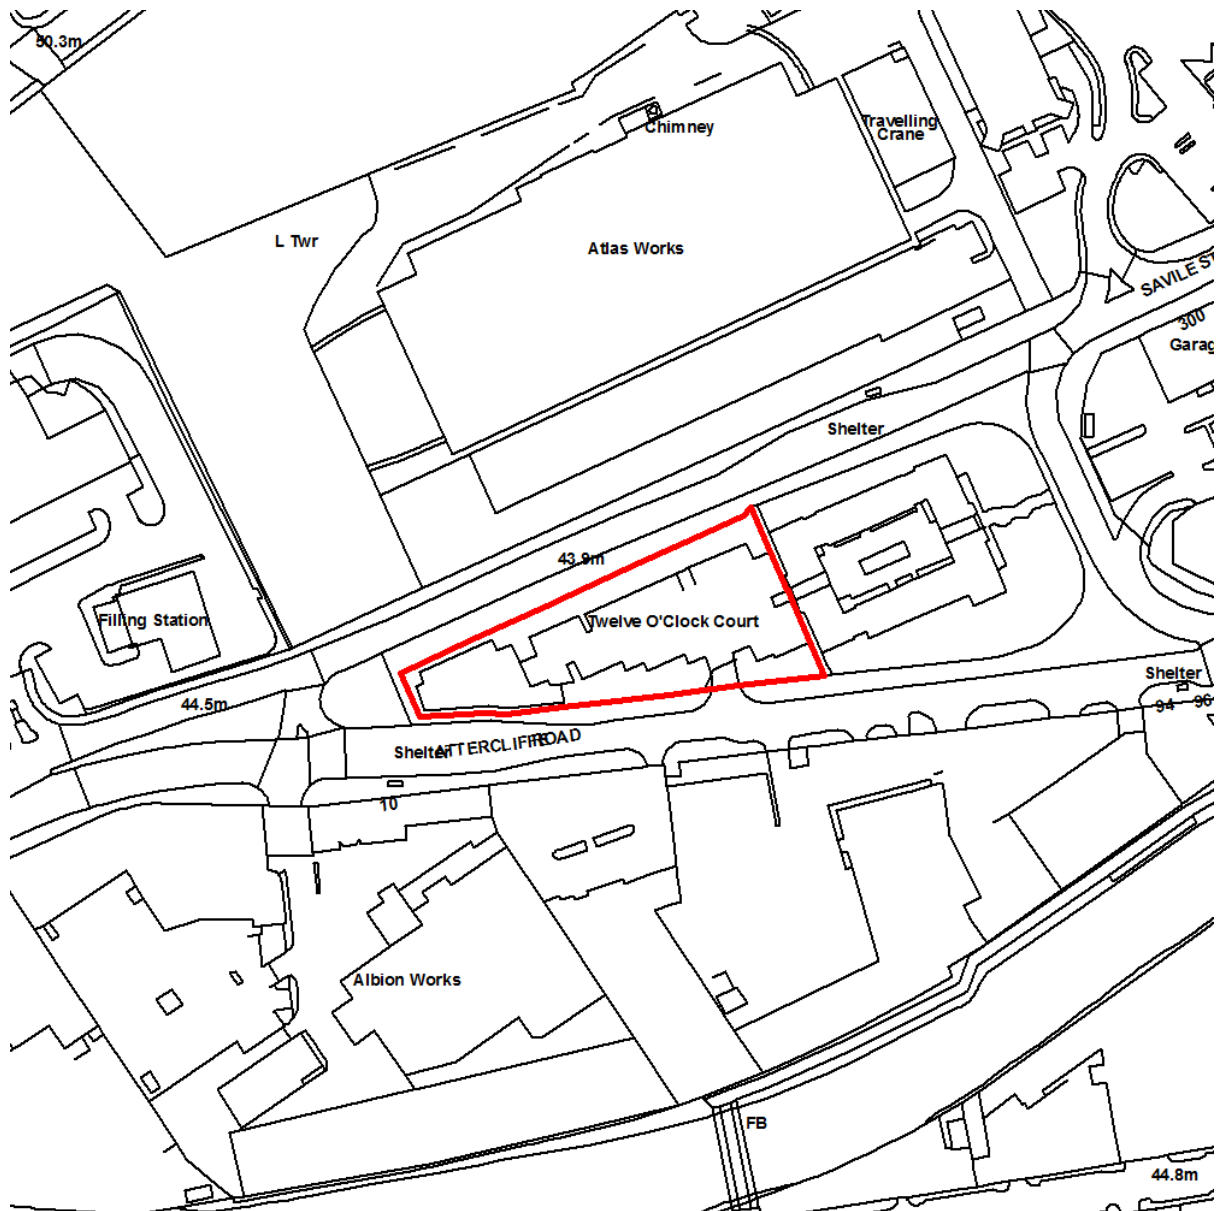 50.3m
Chimney
Travelling
Crane
L Twr
Atlas Works
SAVILE ST
300
Garag
Shelter
43.9m
Filling Station
Twelve O'Clock Court
Shelter
44.5m
94
96
Shelter
ATTERCLIFFE
ROAD
10
Albion Works
FB
44.8m